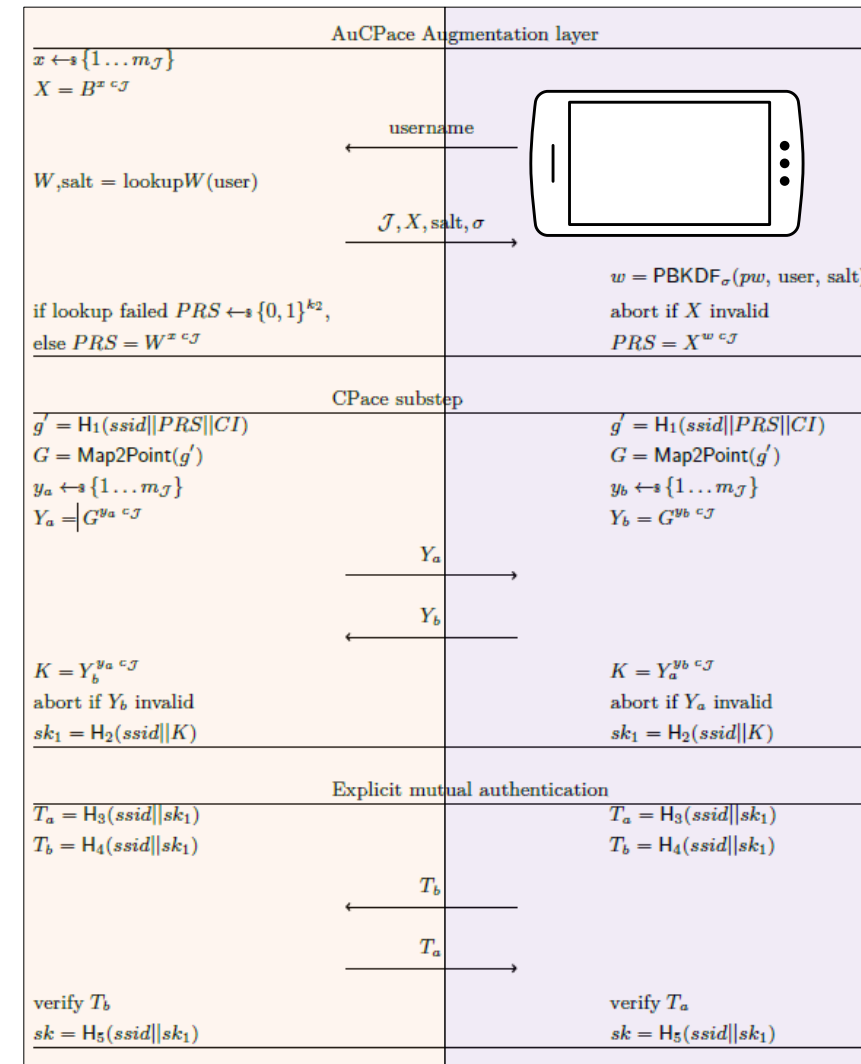 AuCPace Augmentation layer
x ←$ {1 … m_𝒥}
X = B^{x c_𝒥}
username
W,salt = lookupW(user)
𝒥, X, salt, σ
w = PBKDF_σ(pw, user, salt)
if lookup failed PRS ←$ {0, 1}^{k_2}, abort if X invalid
else PRS = W^{x c_𝒥} PRS = X^{w c_𝒥}
CPace substep
g′ = H_1(ssid||PRS||CI) g′ = H_1(ssid||PRS||CI)
G = Map2Point(g′) G = Map2Point(g′)
y_a ←$ {1 … m_𝒥} y_b ←$ {1 … m_𝒥}
Y_a = G^{y_a c_𝒥} Y_b = G^{y_b c_𝒥}
Y_a
Y_b
K = Y_b^{y_a c_𝒥} K = Y_a^{y_b c_𝒥}
abort if Y_b invalid abort if Y_a invalid
sk_1 = H_2(ssid||K) sk_1 = H_2(ssid||K)
Explicit mutual authentication
T_a = H_3(ssid||sk_1) T_a = H_3(ssid||sk_1)
T_b = H_4(ssid||sk_1) T_b = H_4(ssid||sk_1)
T_b
T_a
verify T_b verify T_a
sk = H_5(ssid||sk_1) sk = H_5(ssid||sk_1)